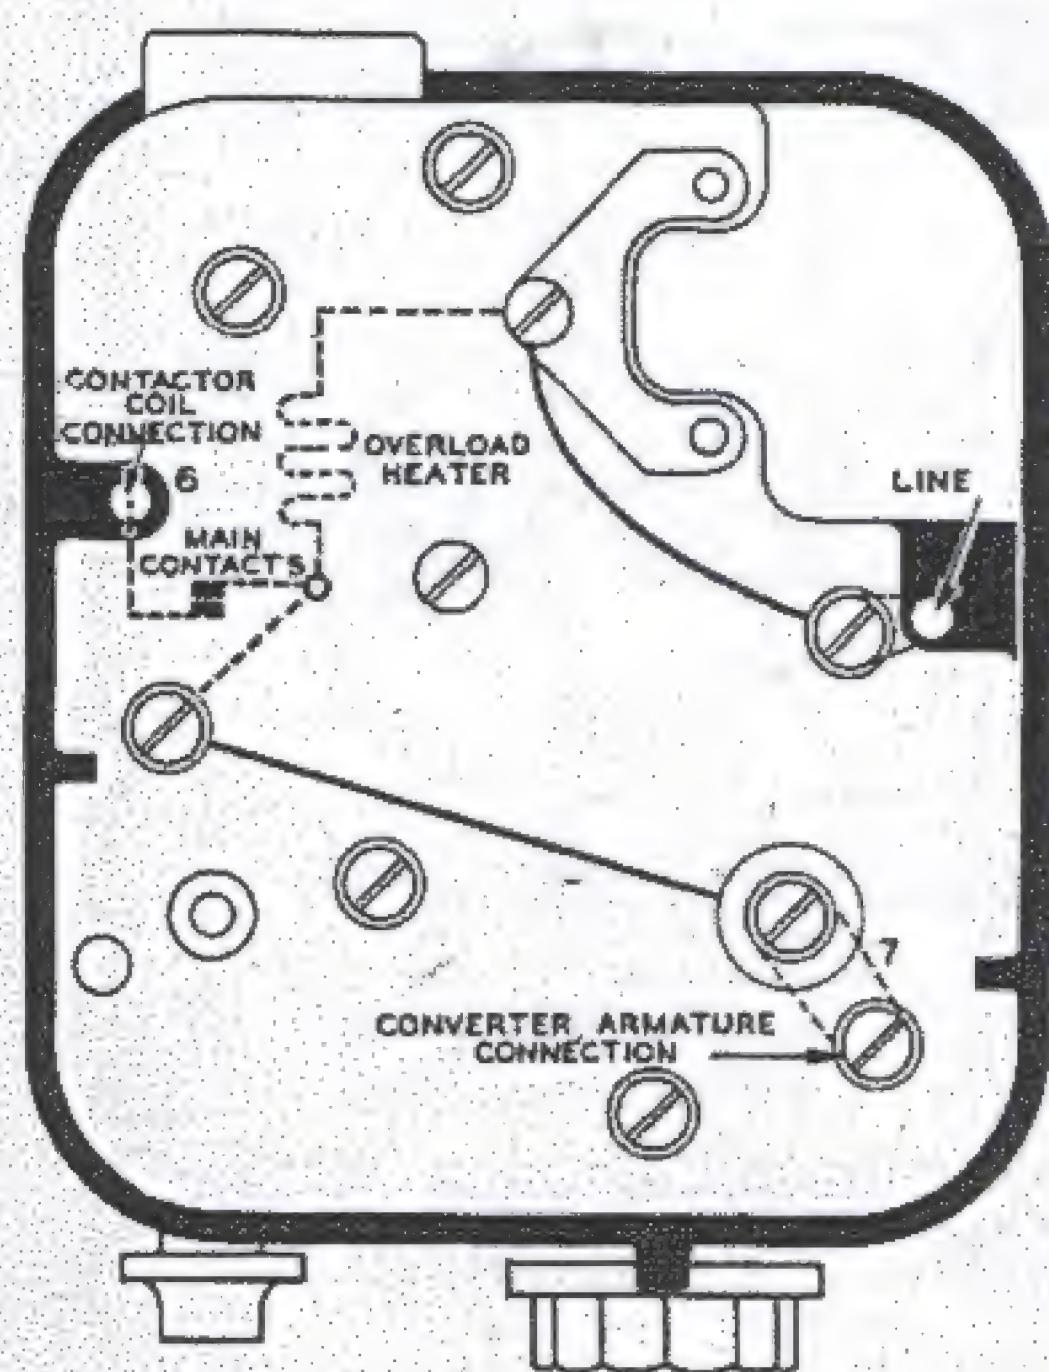 CONTACTOR
COIL
CONNECTION
6
OVERLOAD
HEATER
LINE
MAIN
CONTACTS
7
CONVERTER ARMATURE
CONNECTION